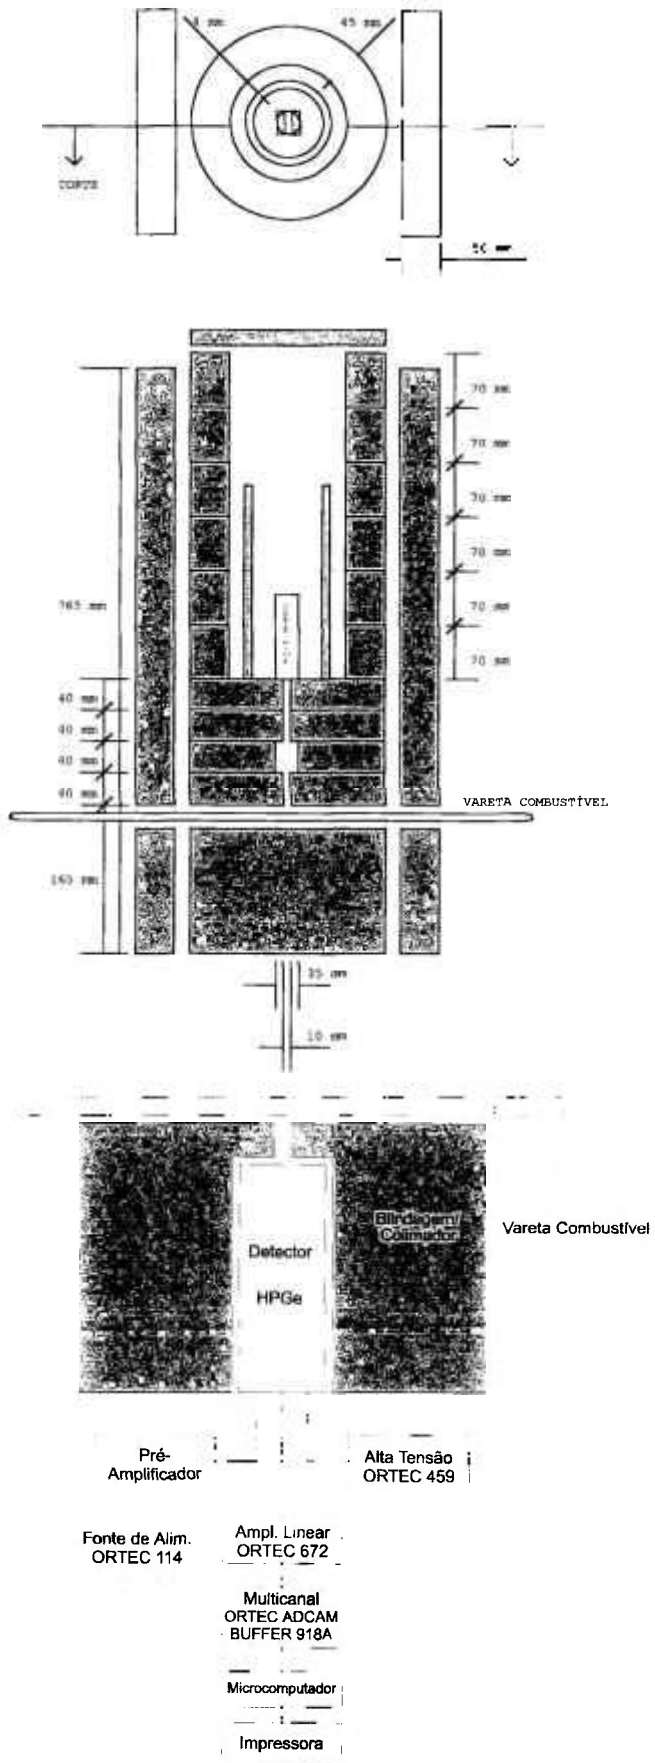 45 mm
CORTE
50 mm
70 mm
70 mm
70 mm
70 mm
765 mm
70 mm
70 mm
40 mm
40 mm
40 mm
40 mm
VARETA COMBUSTÍVEL
160 mm
35 mm
10 mm
Blindagem/
Colimador
Vareta Combustível
Detector
HPGe
Pré-
Amplificador
Alta Tensão
ORTEC 459
Fonte de Alim.
ORTEC 114
Ampl. Linear
ORTEC 672
Multicanal
ORTEC ADCAM
BUFFER 918A
Microcomputador
Impressora